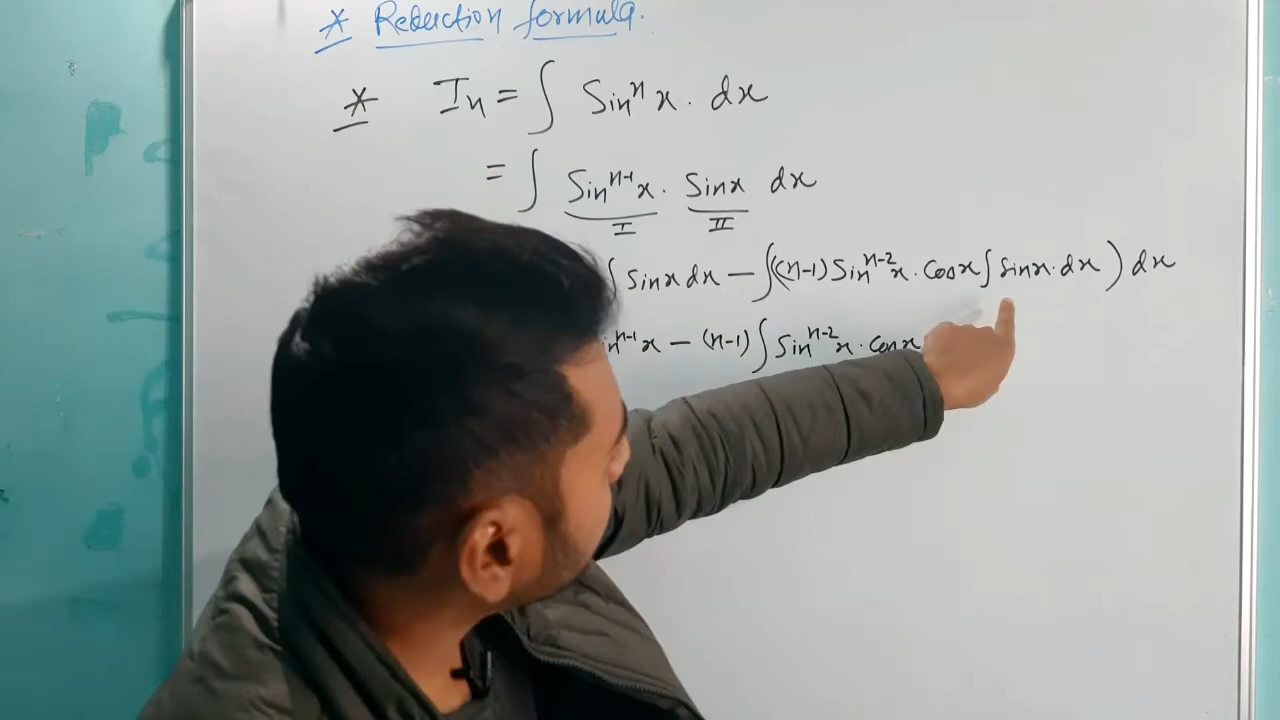 * Reduction formula.
* Iₙ = ∫ Sinⁿx. dx
= ∫ Sinⁿ⁻¹x. Sinx dx
I II
∫ Sinx dx − ∫((n-1) Sinⁿ⁻²x. Cosx ∫ Sinx. dx) dx
x − (n-1) ∫ Sinⁿ⁻²x. Cosx